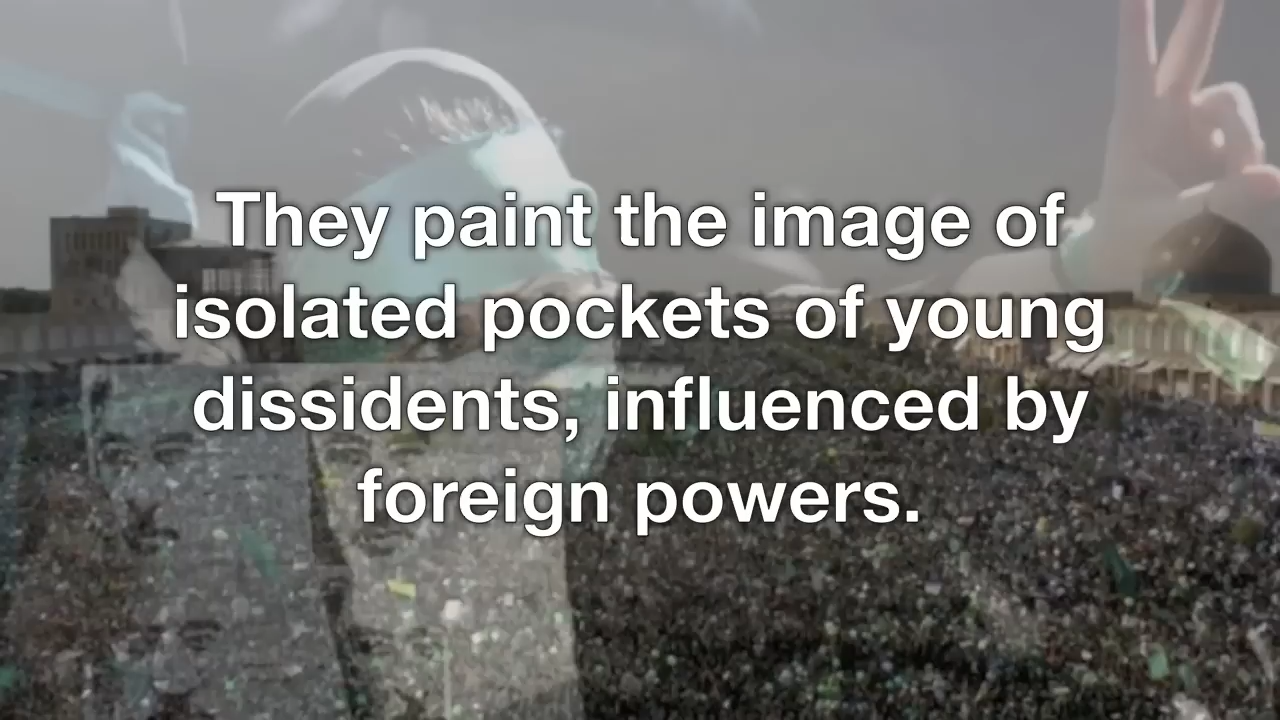 They paint the image of
isolated pockets of young
dissidents, influenced by
foreign powers.